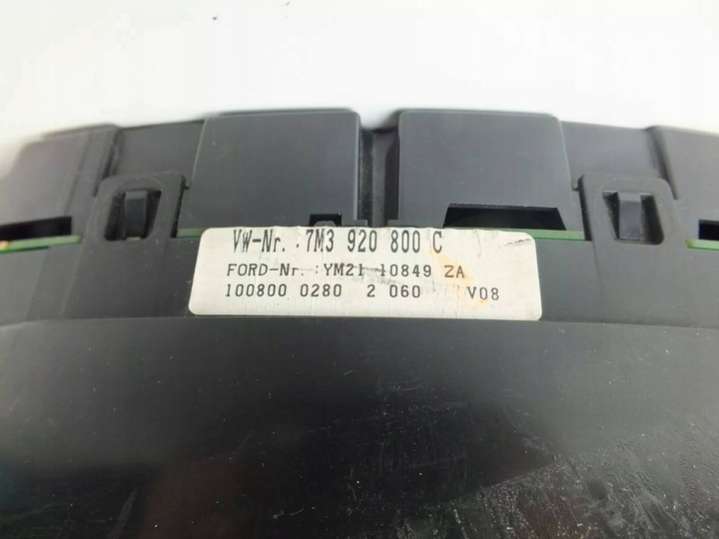 VW-Nr. :7M3 920 800 C
FORD-Nr. :YM21 10849 ZA
100800 0280 2 060 V08